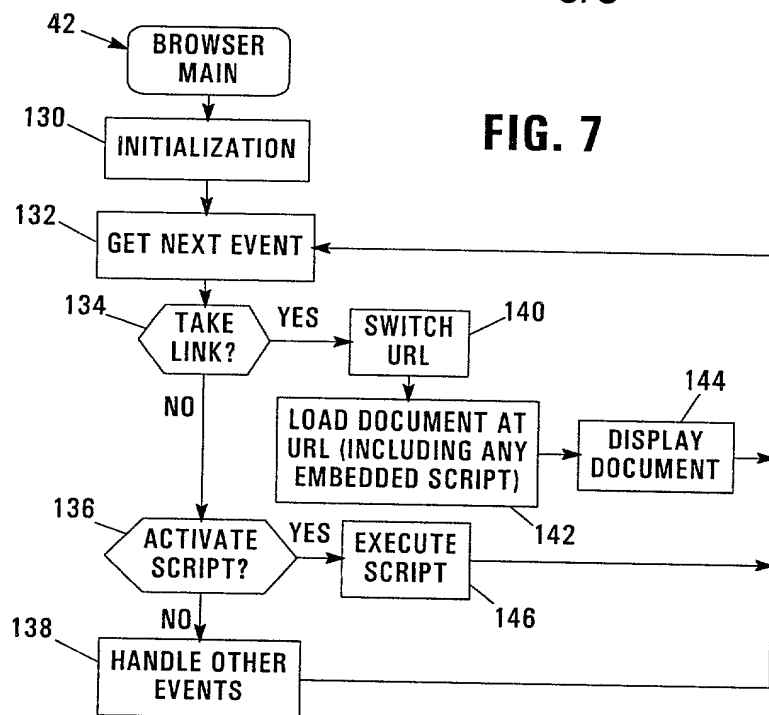 42
BROWSER
MAIN
FIG. 7
130
INITIALIZATION
132
GET NEXT EVENT
134
TAKE
LINK?
YES
SWITCH
URL
140
NO
LOAD DOCUMENT AT
URL (INCLUDING ANY
EMBEDDED SCRIPT)
142
144
DISPLAY
DOCUMENT
136
ACTIVATE
SCRIPT?
YES
EXECUTE
SCRIPT
146
NO
138
HANDLE OTHER
EVENTS